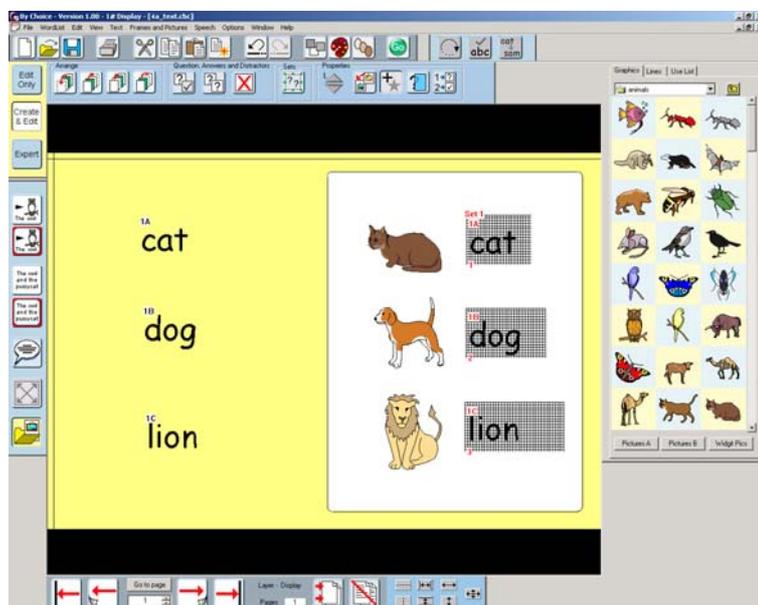 By Choice - Version 1.00 - 1# Display - [4a_text.cbc]
File WordList Edit View Text Frames and Pictures Speech Options Window Help
Go
abc
cat
som
Arrange
Question, Answers and Distractors
Sets
Properties
Edit
Only
Create
& Edit
Expert
The owl
The owl
The owl
and the
pussycat
The owl
and the
pussycat
Graphics Lines Use List
animals
1A
cat
1B
dog
1C
lion
Set 1
1A
cat
1
1B
dog
2
1C
lion
3
Pictures A Pictures B Widgit Pics
Go to page
1
Layer - Display
Pages 1